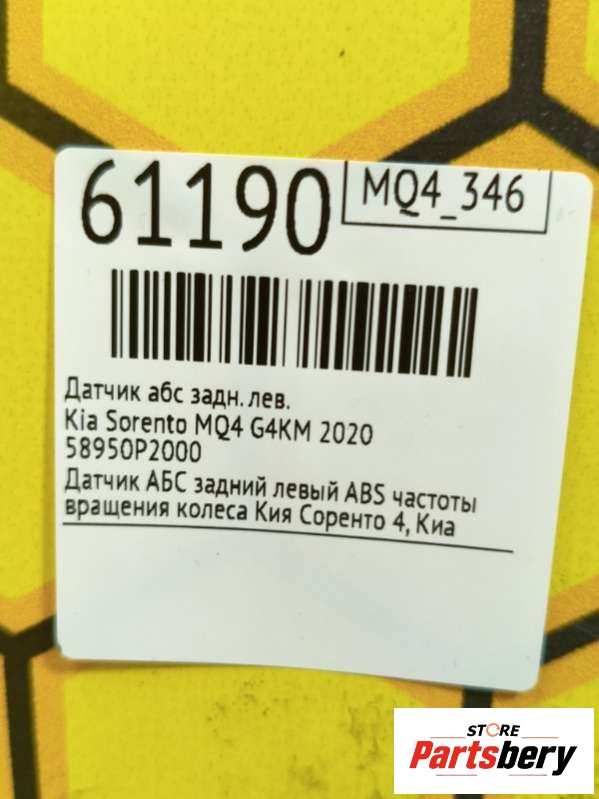 61190
MQ4_346
Датчик абс задн. лев.
Kia Sorento MQ4 G4KM 2020
58950P2000
Датчик АБС задний левый ABS частоты
вращения колеса Кия Соренто 4, Киа
STORE
Partsbery